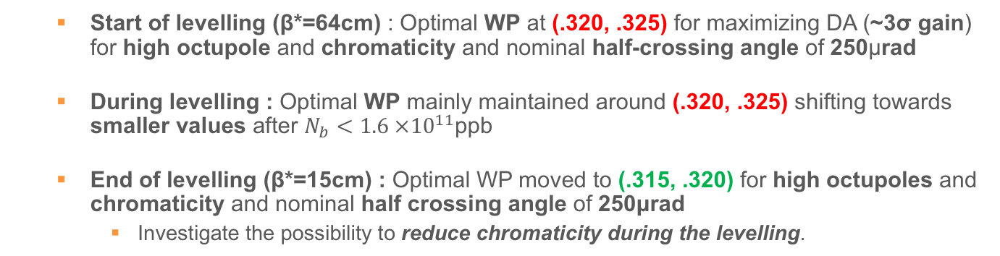 ▪ Start of levelling (β*=64cm) : Optimal WP at (.320, .325) for maximizing DA (~3σ gain)
for high octupole and chromaticity and nominal half-crossing angle of 250μrad
▪ During levelling : Optimal WP mainly maintained around (.320, .325) shifting towards
smaller values after N_b < 1.6 ×10^11 ppb
▪ End of levelling (β*=15cm) : Optimal WP moved to (.315, .320) for high octupoles and
chromaticity and nominal half crossing angle of 250μrad
▪ Investigate the possibility to reduce chromaticity during the levelling.